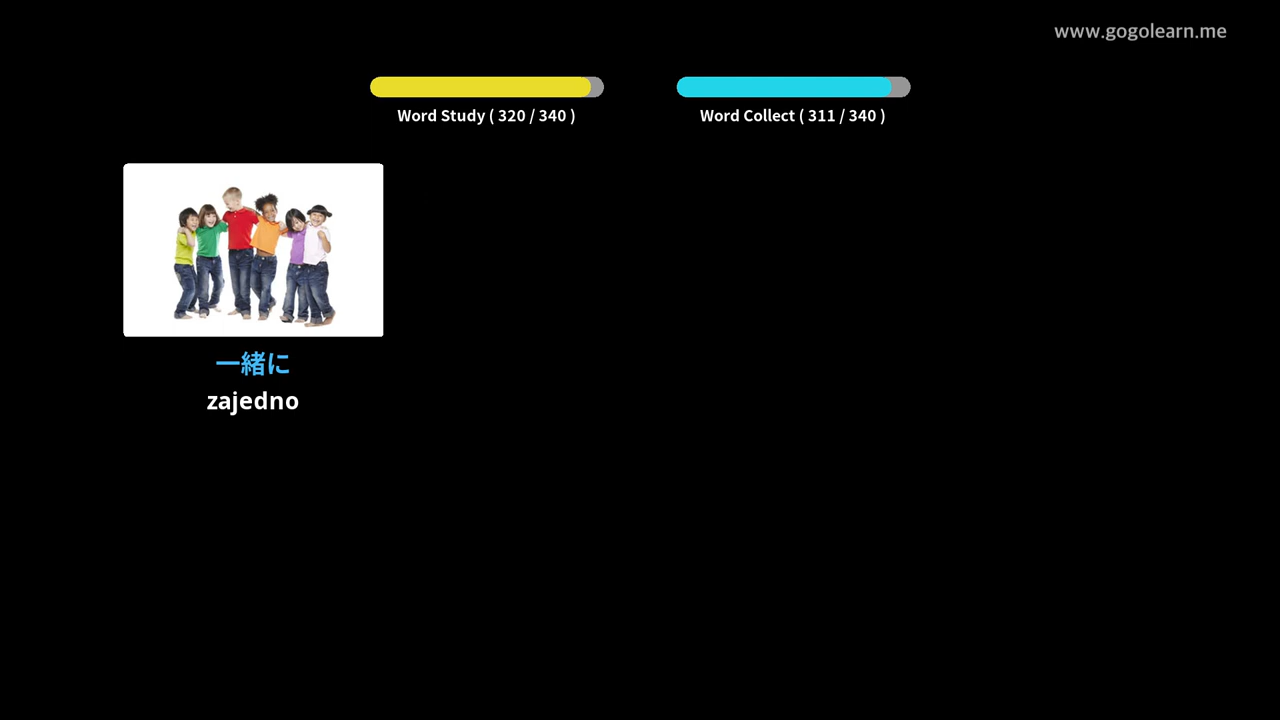 www.gogolearn.me
Word Study ( 320 / 340 )
Word Collect ( 311 / 340 )
一緒に
zajedno